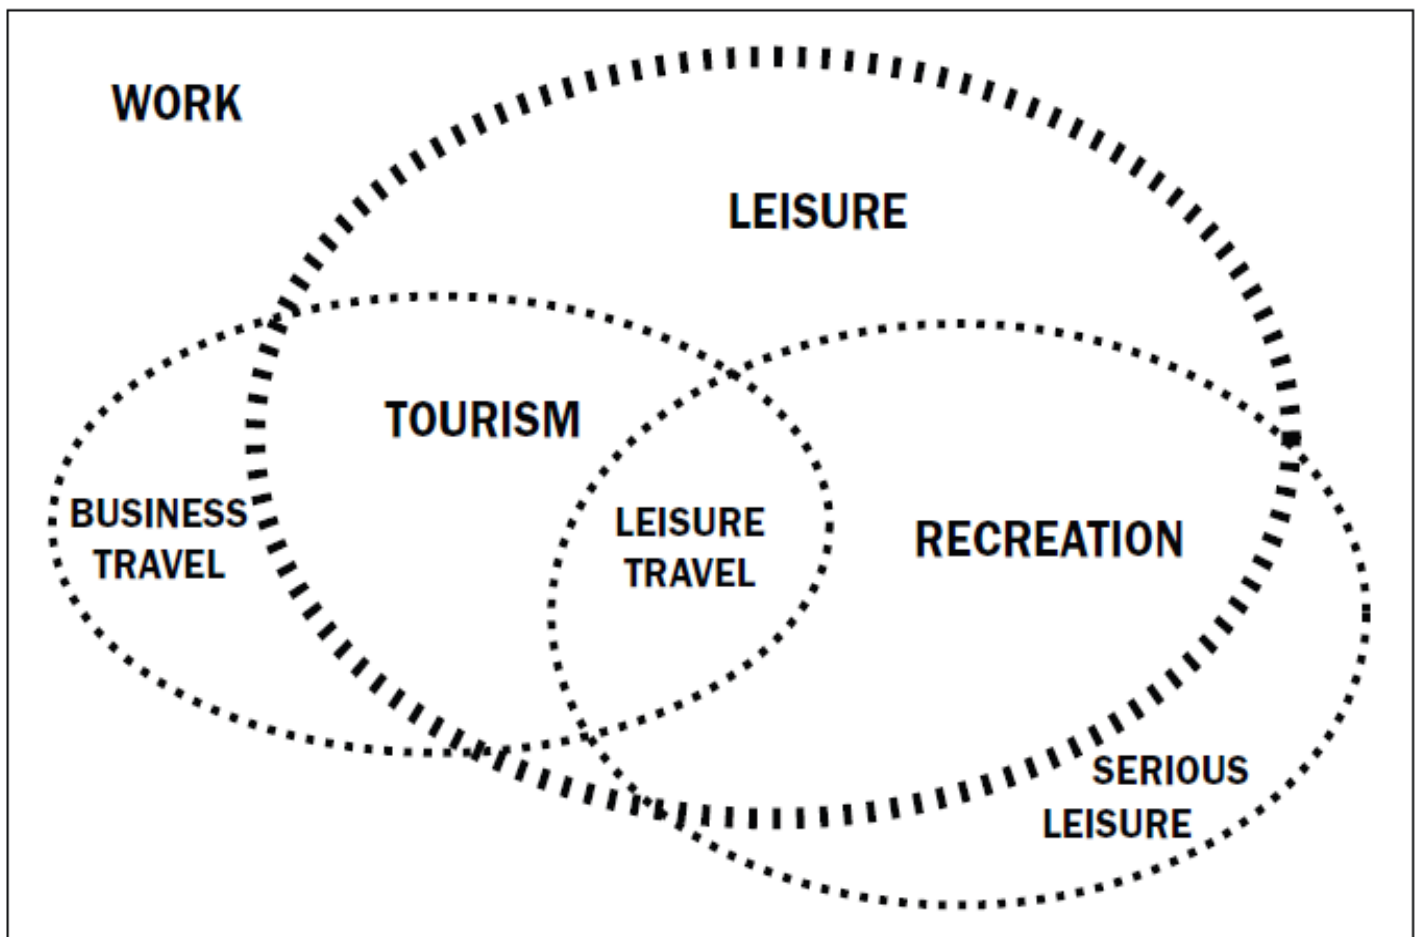 WORK
LEISURE
TOURISM
BUSINESS
TRAVEL
LEISURE
TRAVEL
RECREATION
SERIOUS
LEISURE